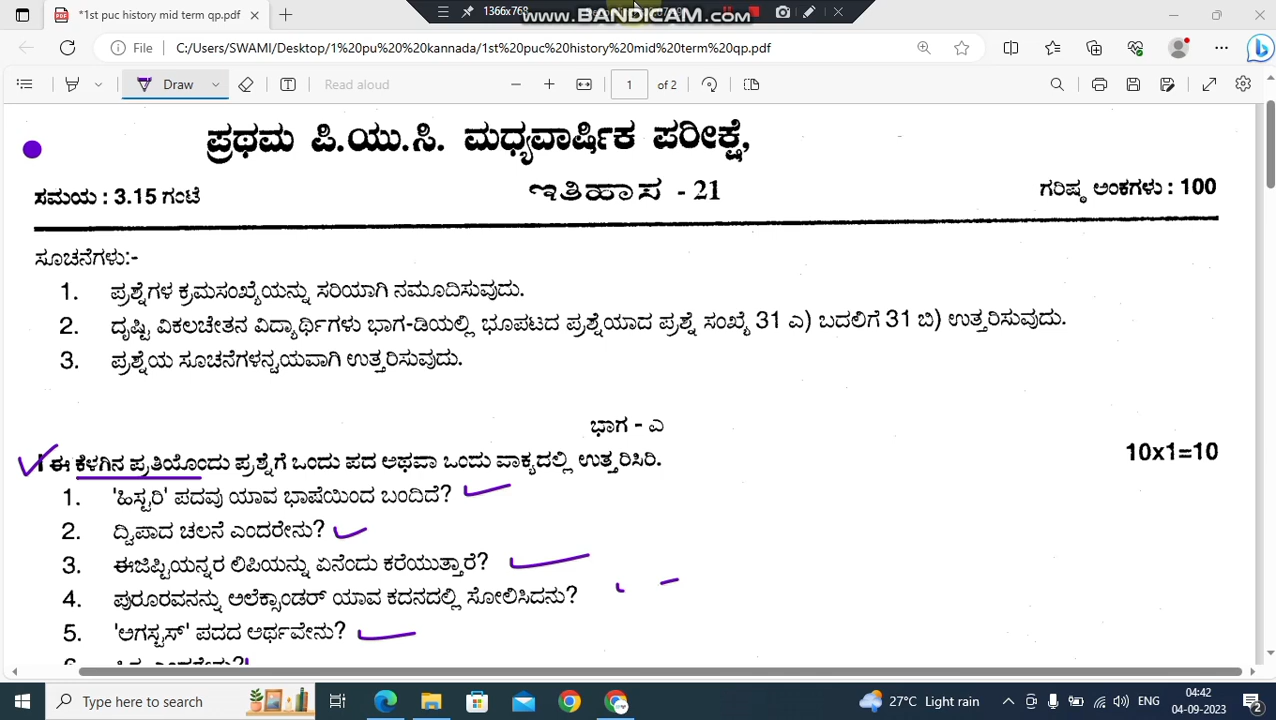 *1st puc history mid term qp.pdf
1366x768
www.BANDICAM.com
File
C:/Users/SWAMI/Desktop/1%20pu%20%20kannada/1st%20puc%20history%20mid%20term%20qp.pdf
Draw
Read aloud
1
of 2
ಪ್ರಥಮ ಪಿ.ಯು.ಸಿ. ಮಧ್ಯವಾರ್ಷಿಕ ಪರೀಕ್ಷೆ,
ಸಮಯ : 3.15 ಗಂಟೆ
ಇತಿಹಾಸ - 21
ಗರಿಷ್ಠ ಅಂಕಗಳು : 100
ಸೂಚನೆಗಳು:-
1. ಪ್ರಶ್ನೆಗಳ ಕ್ರಮಸಂಖ್ಯೆಯನ್ನು ಸರಿಯಾಗಿ ನಮೂದಿಸುವುದು.
2. ದೃಷ್ಟಿ ವಿಕಲಚೇತನ ವಿದ್ಯಾರ್ಥಿಗಳು ಭಾಗ-ಡಿಯಲ್ಲಿ ಭೂಪಟದ ಪ್ರಶ್ನೆಯಾದ ಪ್ರಶ್ನೆ ಸಂಖ್ಯೆ 31 ಎ) ಬದಲಿಗೆ 31 ಬಿ) ಉತ್ತರಿಸುವುದು.
3. ಪ್ರಶ್ನೆಯ ಸೂಚನೆಗಳನ್ವಯವಾಗಿ ಉತ್ತರಿಸುವುದು.
ಭಾಗ - ಎ
I ಈ ಕೆಳಗಿನ ಪ್ರತಿಯೊಂದು ಪ್ರಶ್ನೆಗೆ ಒಂದು ಪದ ಅಥವಾ ಒಂದು ವಾಕ್ಯದಲ್ಲಿ ಉತ್ತರಿಸಿರಿ.
10x1=10
1. 'ಹಿಸ್ಟರಿ' ಪದವು ಯಾವ ಭಾಷೆಯಿಂದ ಬಂದಿದೆ?
2. ದ್ವಿಪಾದ ಚಲನೆ ಎಂದರೇನು?
3. ಈಜಿಪ್ಟಿಯನ್ನರ ಲಿಪಿಯನ್ನು ಏನೆಂದು ಕರೆಯುತ್ತಾರೆ?
4. ಪುರೂರವನನ್ನು ಅಲೆಕ್ಸಾಂಡರ್ ಯಾವ ಕದನದಲ್ಲಿ ಸೋಲಿಸಿದನು?
5. 'ಅಗಸ್ಟಸ್' ಪದದ ಅರ್ಥವೇನು?
Type here to search
27°C Light rain
ENG
04:42
04-09-2023
2